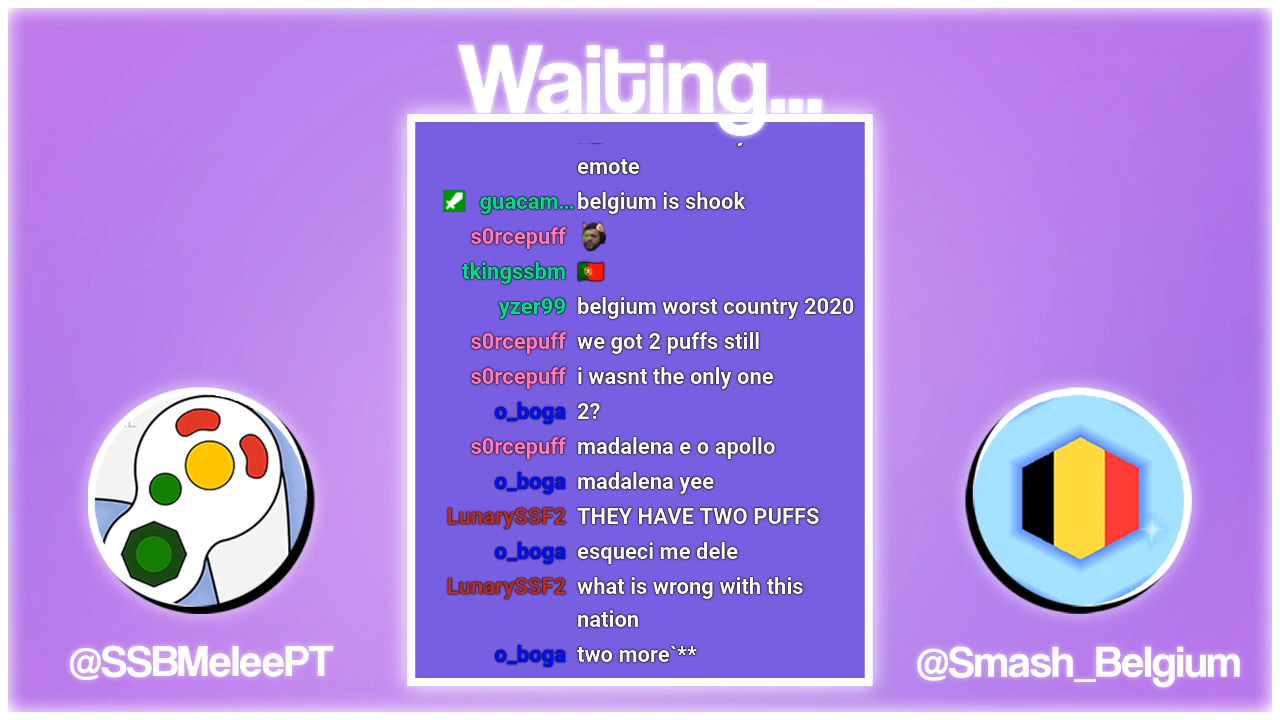 Waiting...
emote
guacam... belgium is shook
s0rcepuff
tkingssbm
yzer99 belgium worst country 2020
s0rcepuff we got 2 puffs still
s0rcepuff i wasnt the only one
o_boga 2?
s0rcepuff madalena e o apollo
o_boga madalena yee
LunarySSF2 THEY HAVE TWO PUFFS
o_boga esqueci me dele
LunarySSF2 what is wrong with this
nation
o_boga two more`**
@SSBMeleePT
@Smash_Belgium